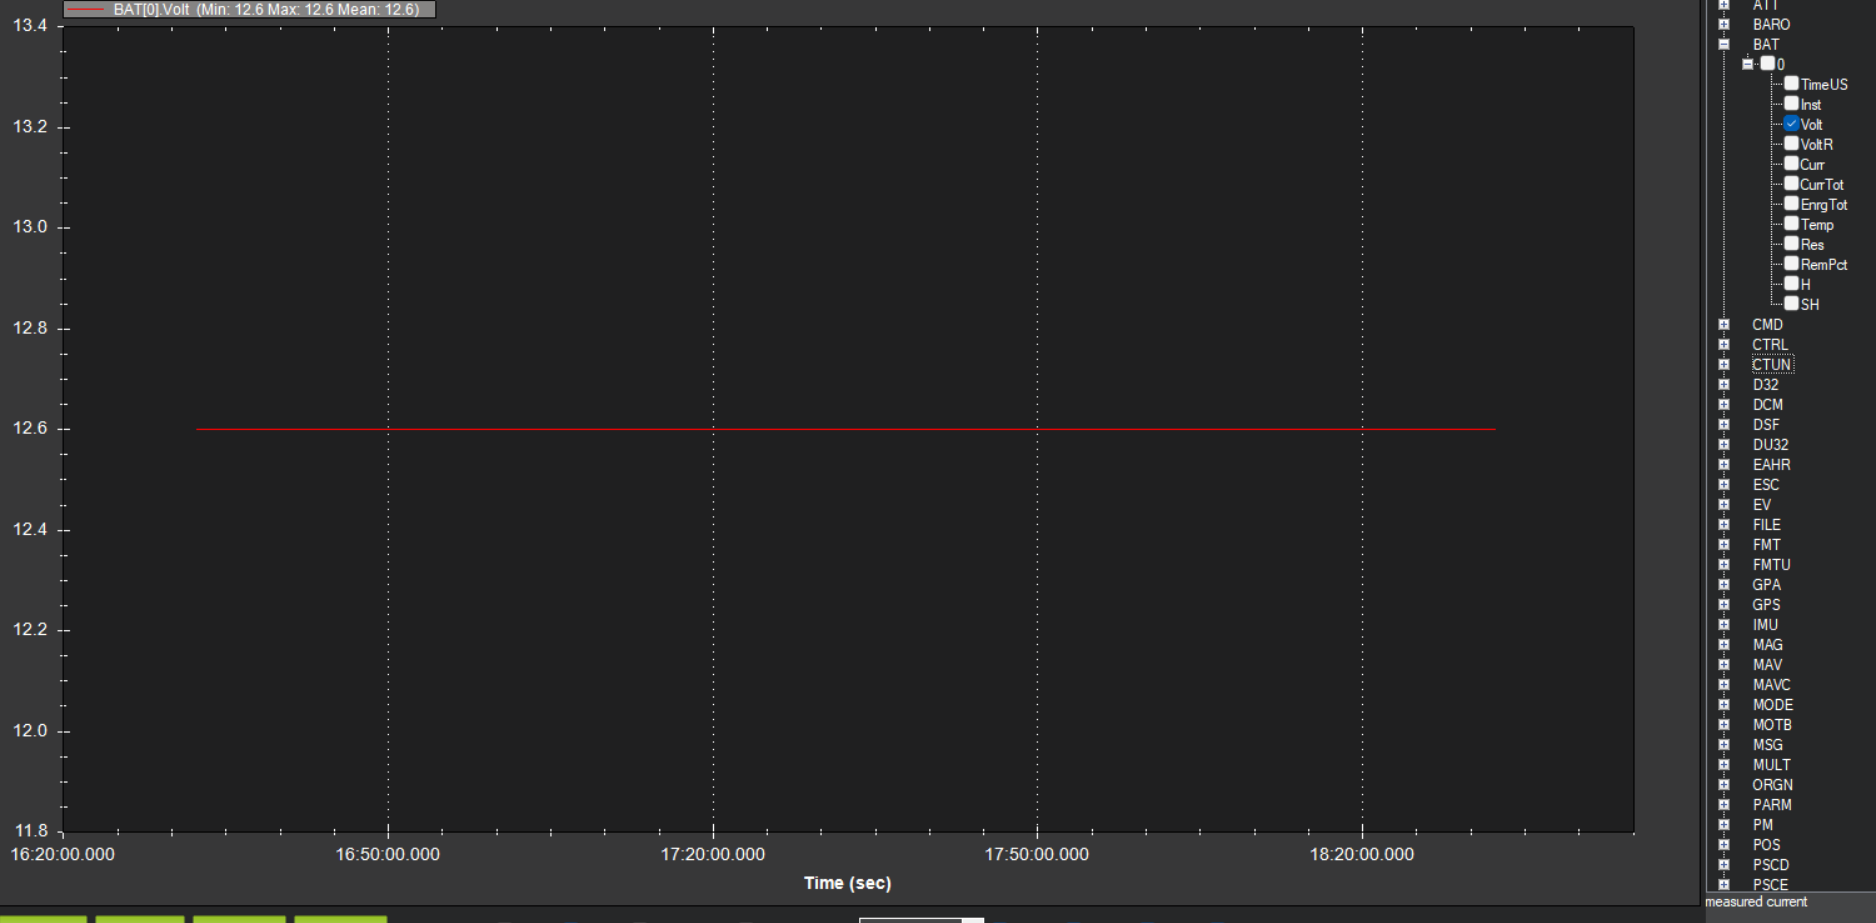 BAT[0].Volt (Min: 12.6 Max: 12.6 Mean: 12.6)
13.4
13.2
13.0
12.8
12.6
12.4
12.2
12.0
11.8
16:20:00.000
16:50:00.000
17:20:00.000
17:50:00.000
18:20:00.000
Time (sec)
ATT
BARO
BAT
0
TimeUS
Inst
Volt
VoltR
Curr
CurrTot
EnrgTot
Temp
Res
RemPct
H
SH
CMD
CTRL
CTUN
D32
DCM
DSF
DU32
EAHR
ESC
EV
FILE
FMT
FMTU
GPA
GPS
IMU
MAG
MAV
MAVC
MODE
MOTB
MSG
MULT
ORGN
PARM
PM
POS
PSCD
PSCE
measured current